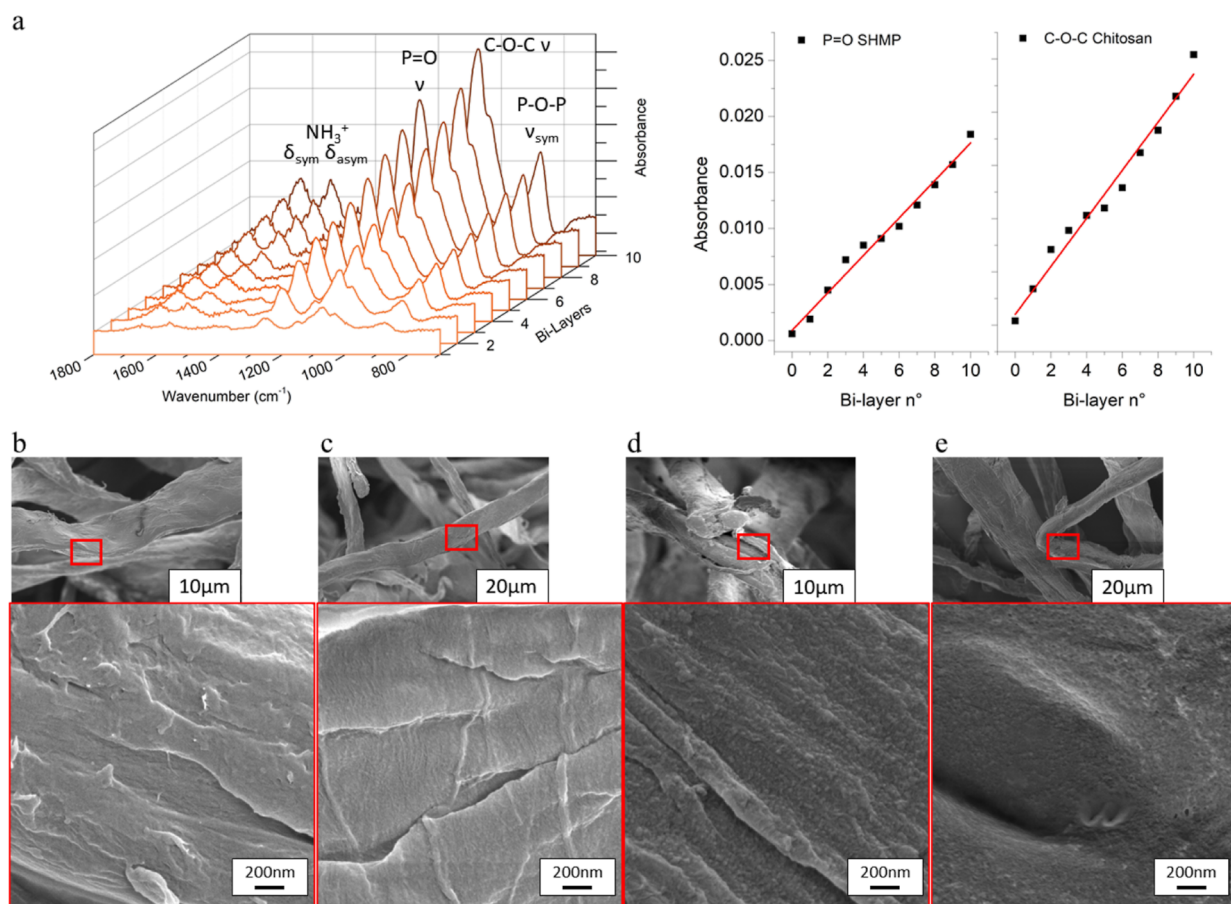 a
C-O-C ν
P=O
ν
P-O-P
ν_sym
NH₃⁺
δ_sym δ_asym
Absorbance
10
8
6
4
2
Bi-Layers
1800
1600
1400
1200
1000
800
Wavenumber (cm⁻¹)
P=O SHMP
C-O-C Chitosan
0.025
0.020
0.015
0.010
0.005
0.000
Absorbance
0 2 4 6 8 10
0 2 4 6 8 10
Bi-layer n°
Bi-layer n°
b
c
d
e
10μm
20μm
10μm
20μm
200nm
200nm
200nm
200nm